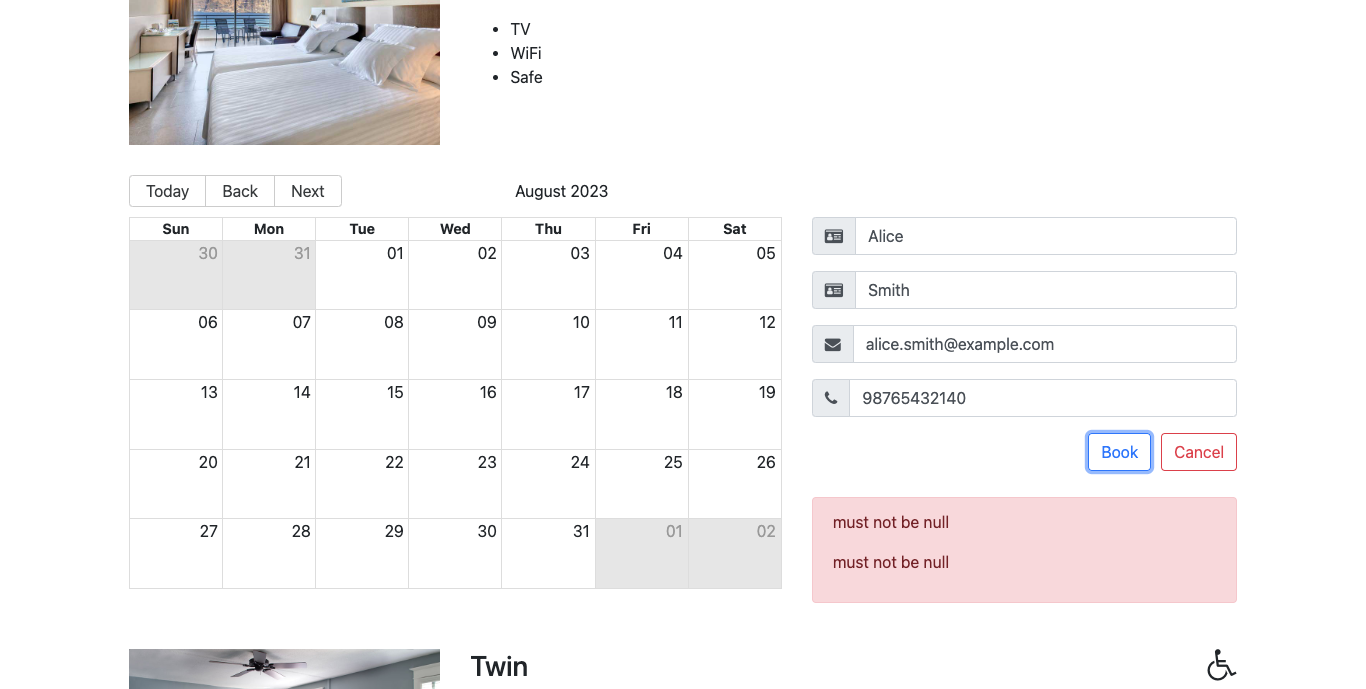 TV
WiFi
Safe
Today Back Next August 2023
Sun Mon Tue Wed Thu Fri Sat
30 31 01 02 03 04 05
06 07 08 09 10 11 12
13 14 15 16 17 18 19
20 21 22 23 24 25 26
27 28 29 30 31 01 02
Alice
Smith
alice.smith@example.com
98765432140
Book Cancel
must not be null
must not be null
Twin